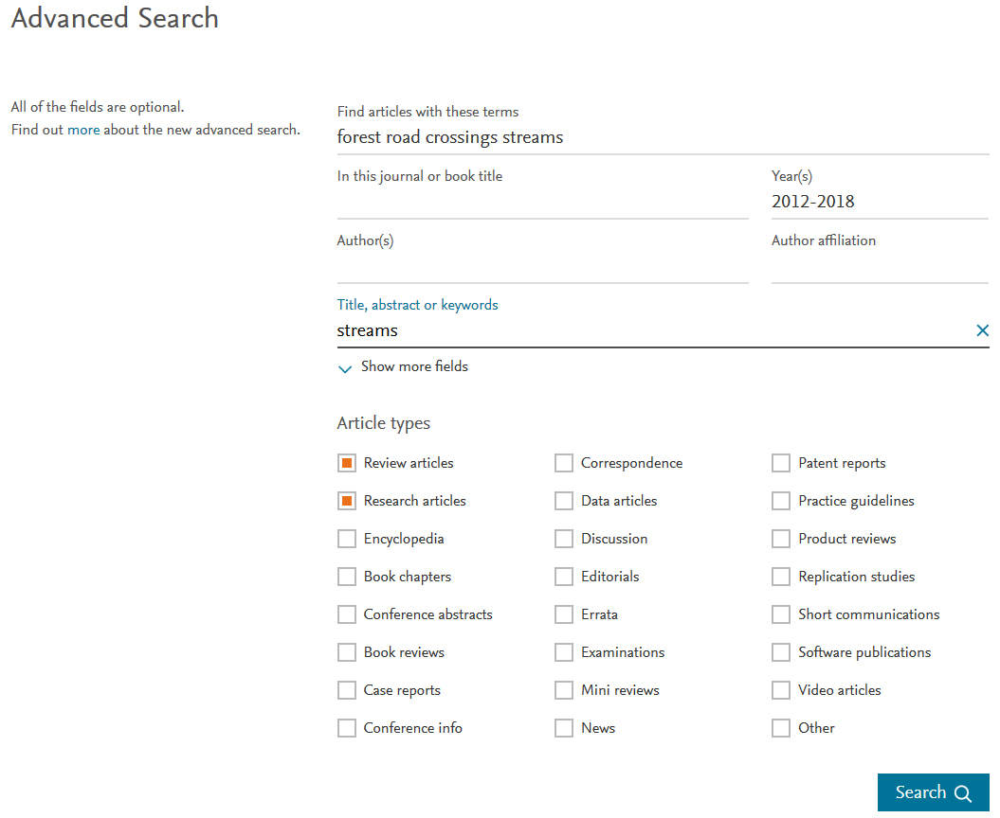 Advanced Search
All of the fields are optional.
Find out more about the new advanced search.
Find articles with these terms
forest road crossings streams
In this journal or book title
Year(s)
2012-2018
Author(s)
Author affiliation
Title, abstract or keywords
streams
Show more fields
Article types
Review articles
Correspondence
Patent reports
Research articles
Data articles
Practice guidelines
Encyclopedia
Discussion
Product reviews
Book chapters
Editorials
Replication studies
Conference abstracts
Errata
Short communications
Book reviews
Examinations
Software publications
Case reports
Mini reviews
Video articles
Conference info
News
Other
Search